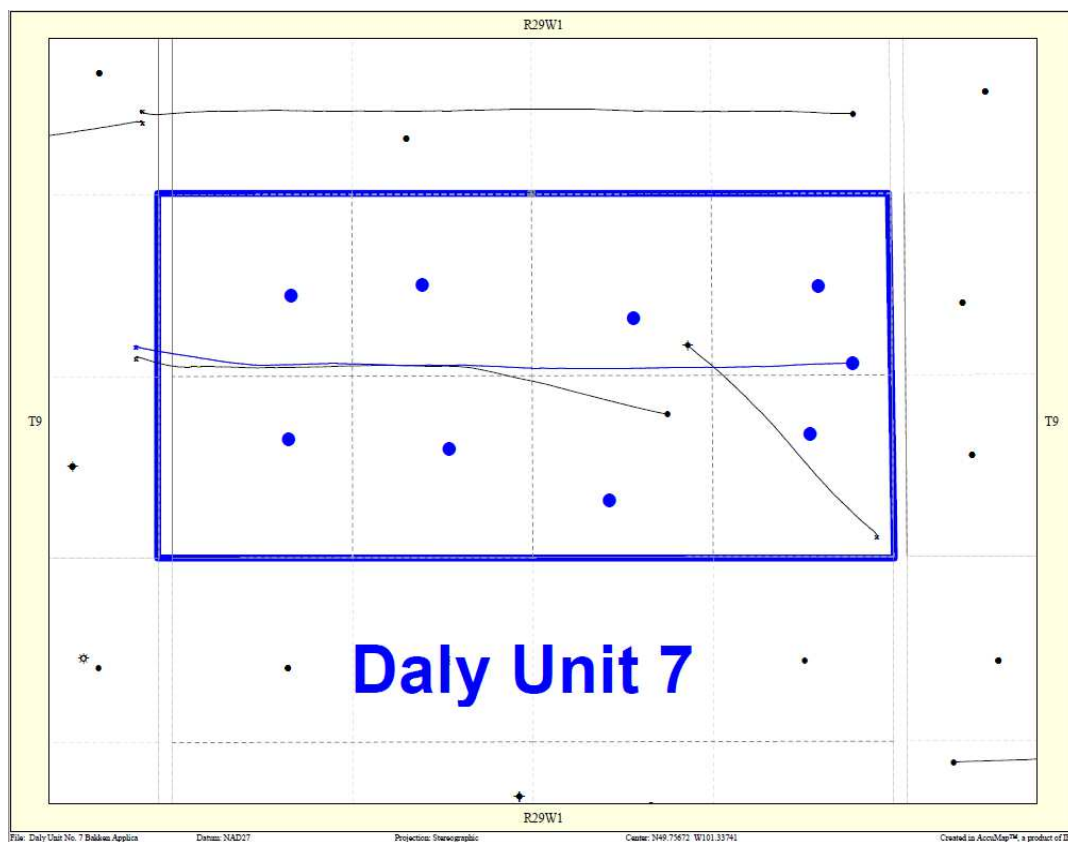 R29W1
T9
T9
Daly Unit 7
R29W1
File: Daly Unit No. 7 Bakken Applica Datum: NAD27 Projection: Stereographic Center: N49.75672 W101.33741 Created in AccuMap™, a product of